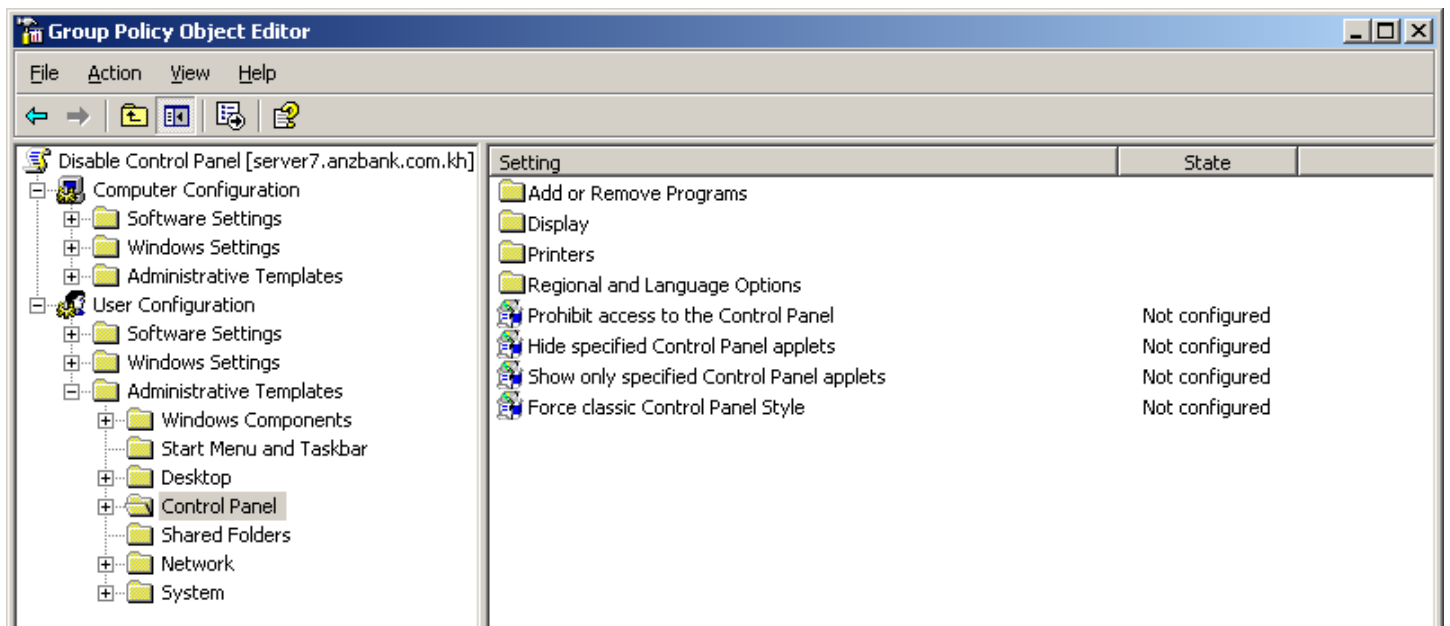 Group Policy Object Editor
File Action View Help
Disable Control Panel [server7.anzbank.com.kh]
Computer Configuration
Software Settings
Windows Settings
Administrative Templates
User Configuration
Software Settings
Windows Settings
Administrative Templates
Windows Components
Start Menu and Taskbar
Desktop
Control Panel
Shared Folders
Network
System
Setting State
Add or Remove Programs
Display
Printers
Regional and Language Options
Prohibit access to the Control Panel Not configured
Hide specified Control Panel applets Not configured
Show only specified Control Panel applets Not configured
Force classic Control Panel Style Not configured